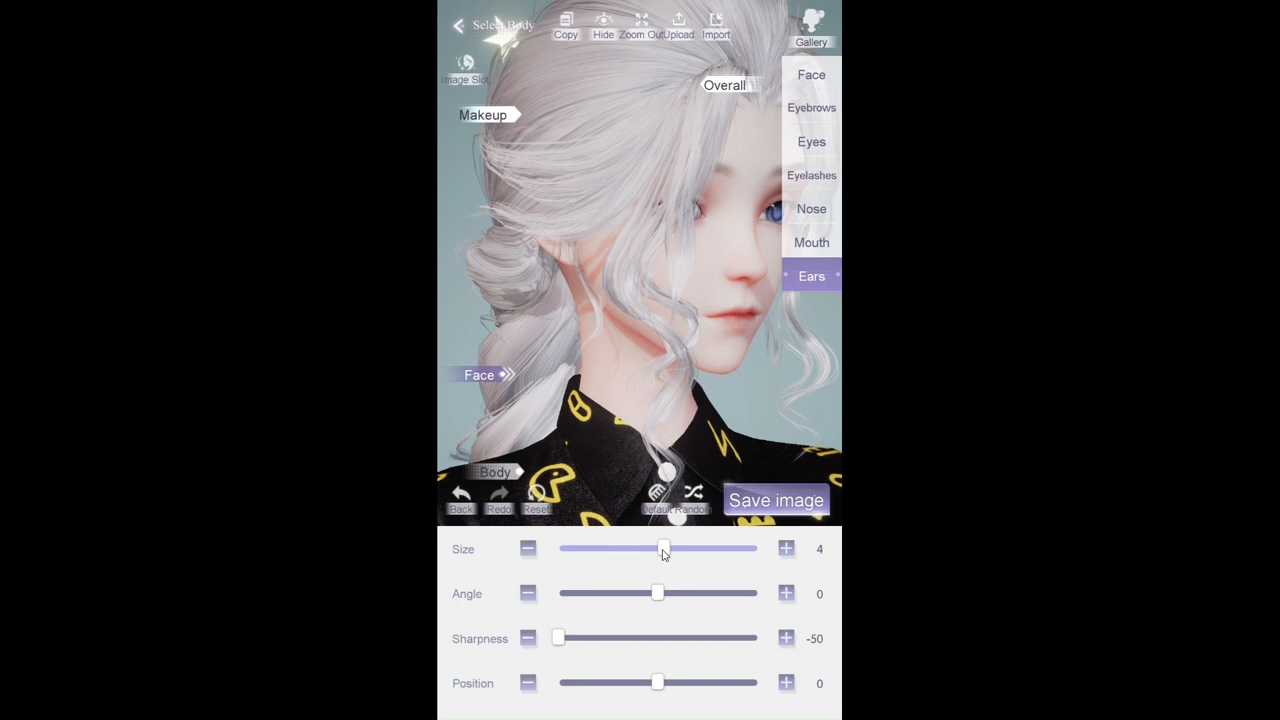 Select Body
Copy Hide Zoom Out Upload Import
Gallery
Image Slot
Overall
Makeup
Face
Eyebrows
Eyes
Eyelashes
Nose
Mouth
Ears
Face
Body
Back Redo Reset Default Random
Save image
Size 4
Angle 0
Sharpness -50
Position 0